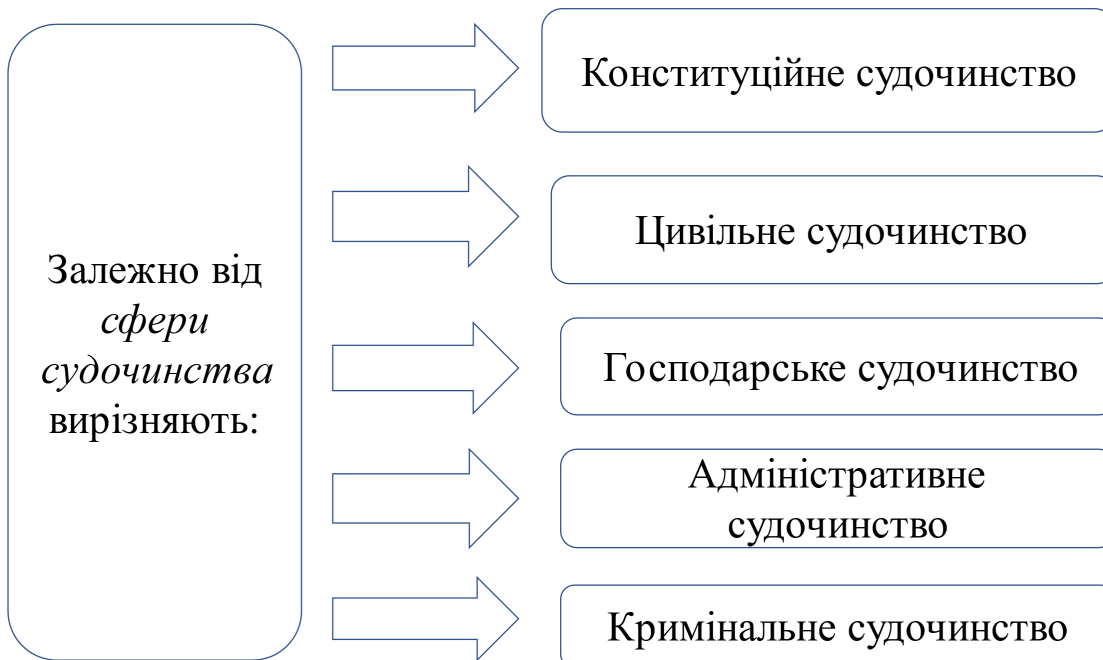 Залежно від
сфери
судочинства
вирізняють:
Конституційне судочинство
Цивільне судочинство
Господарське судочинство
Адміністративне
судочинство
Кримінальне судочинство